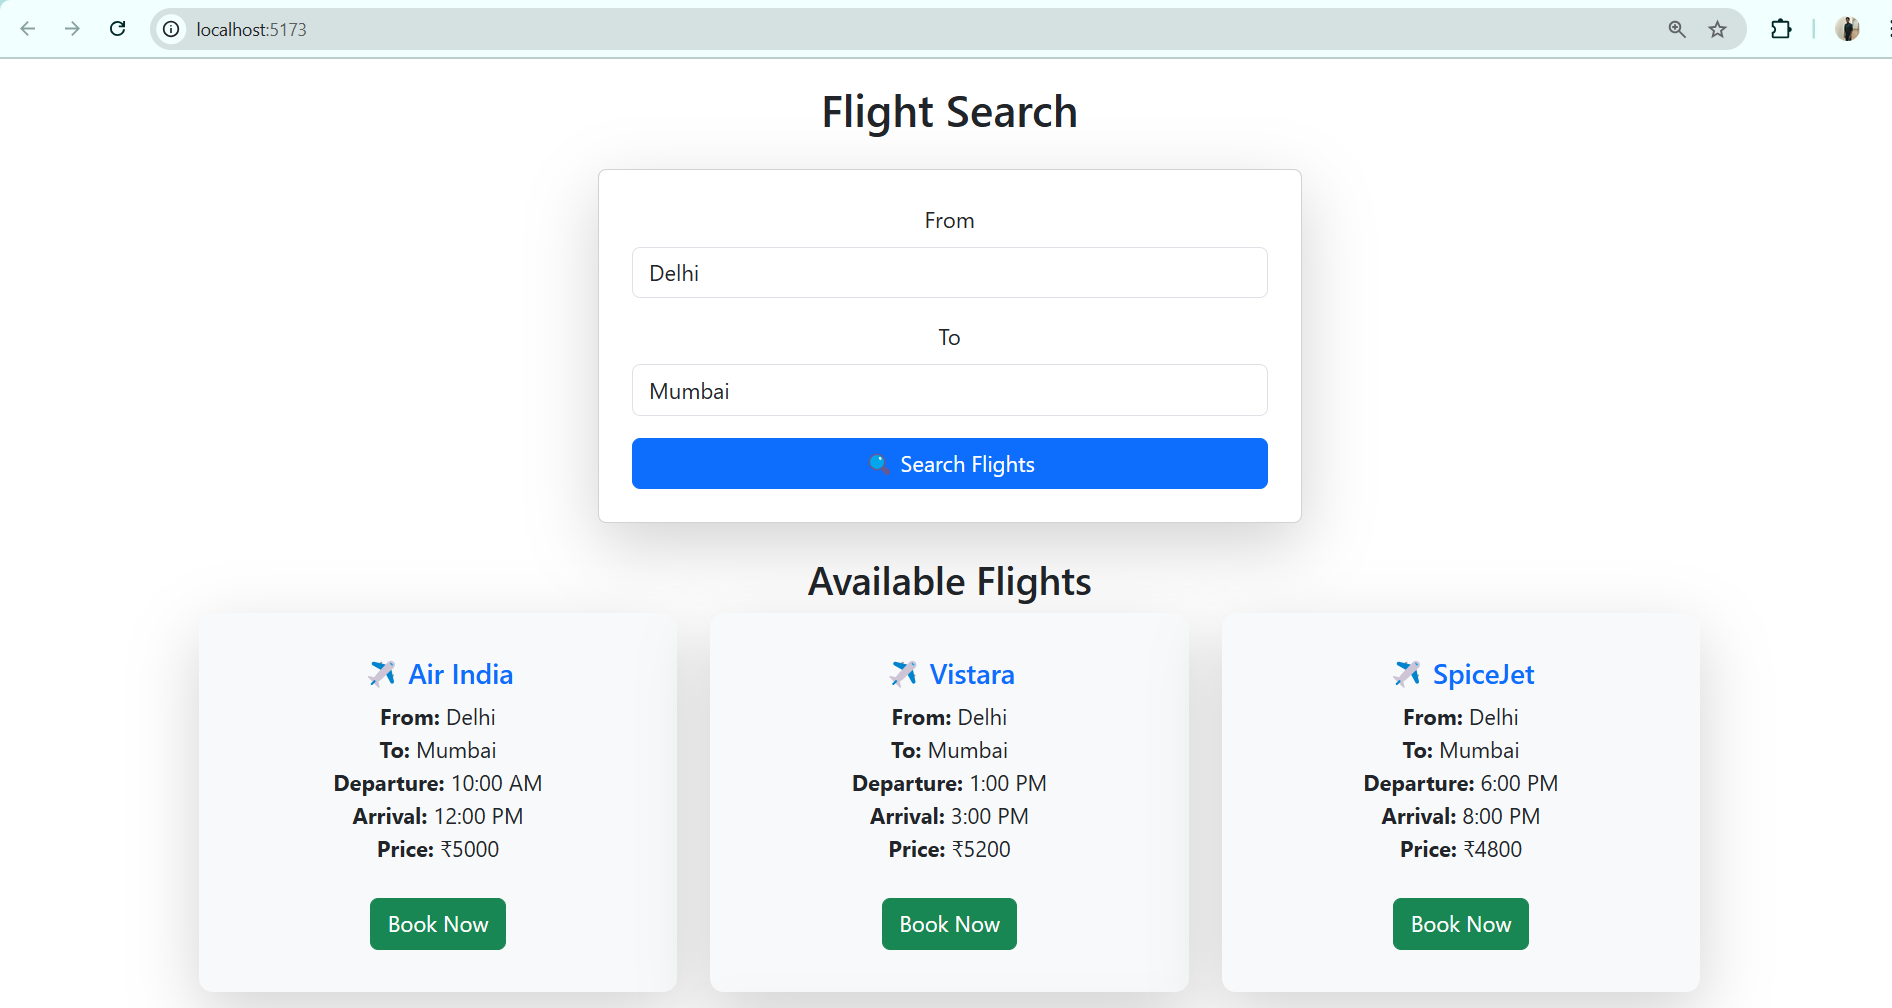 localhost:5173
Flight Search
From
Delhi
To
Mumbai
Search Flights
Available Flights
Air India
From: Delhi
To: Mumbai
Departure: 10:00 AM
Arrival: 12:00 PM
Price: ₹5000
Book Now
Vistara
From: Delhi
To: Mumbai
Departure: 1:00 PM
Arrival: 3:00 PM
Price: ₹5200
Book Now
SpiceJet
From: Delhi
To: Mumbai
Departure: 6:00 PM
Arrival: 8:00 PM
Price: ₹4800
Book Now